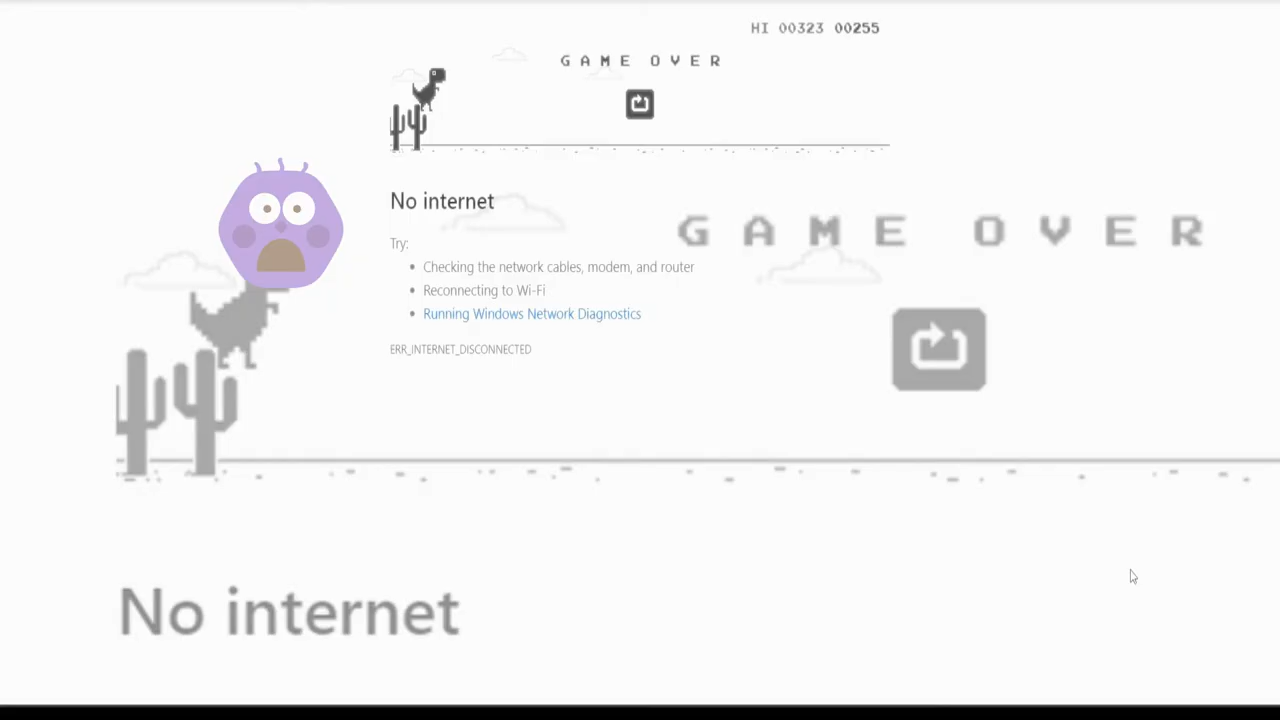 HI 00323 00255
GAME OVER
No internet
GAME OVER
Try:
Checking the network cables, modem, and router
Reconnecting to Wi-Fi
Running Windows Network Diagnostics
ERR_INTERNET_DISCONNECTED
No internet